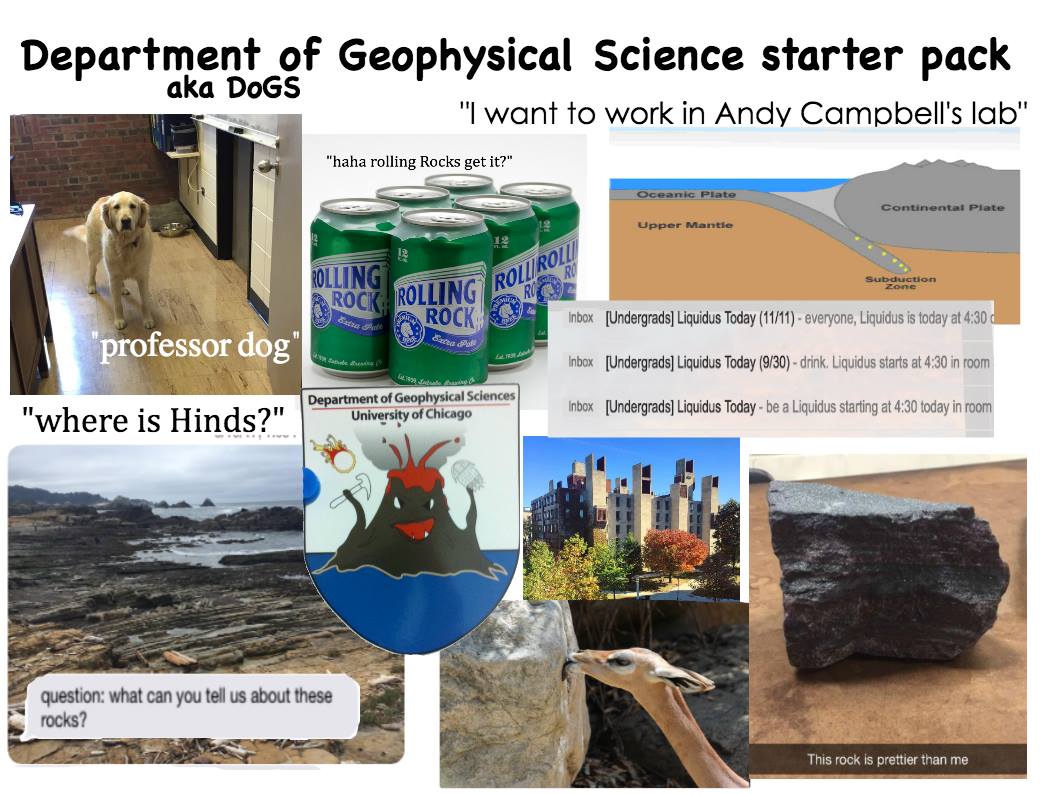 Department of Geophysical Science starter pack
aka DoGS
"I want to work in Andy Campbell's lab"
"haha rolling Rocks get it?"
Oceanic Plate
Continental Plate
Upper Mantle
Subduction
Zone
ROLLING
ROCK
Extra Pale
ROLLING
ROCK
Extra Pale
"professor dog"
Inbox [Undergrads] Liquidus Today (11/11) - everyone, Liquidus is today at 4:30
Inbox [Undergrads] Liquidus Today (9/30) - drink. Liquidus starts at 4:30 in room
Inbox [Undergrads] Liquidus Today - be a Liquidus starting at 4:30 today in room
"where is Hinds?"
Department of Geophysical Sciences
University of Chicago
question: what can you tell us about these
rocks?
This rock is prettier than me